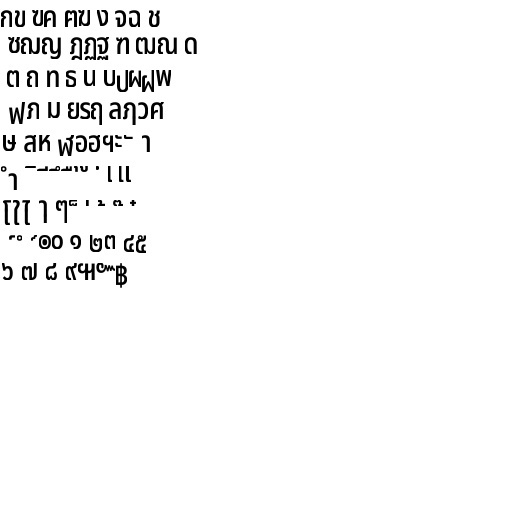 กข ฃค ฅฆ ง จฉ ช
ซฌญ ฎฏฐ ฑ ฒณ ด
ต ถ ท ธ น บปผฝพ
ฟภ ม ยรฤ ลฦวศ
ษ สห ฬอฮฯะ า
ำ เแ
โใไ ๅ ๆ
๏๐ ๑ ๒๓ ๔๕
๖ ๗ ๘ ๙๚๛฿